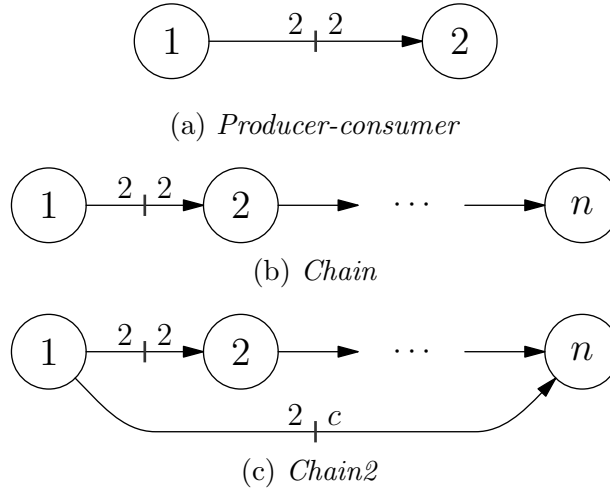 1 2 2 2
(a) Producer-consumer
1 2 2 2 ··· n
(b) Chain
1 2 2 2 ··· n
2 c
(c) Chain2